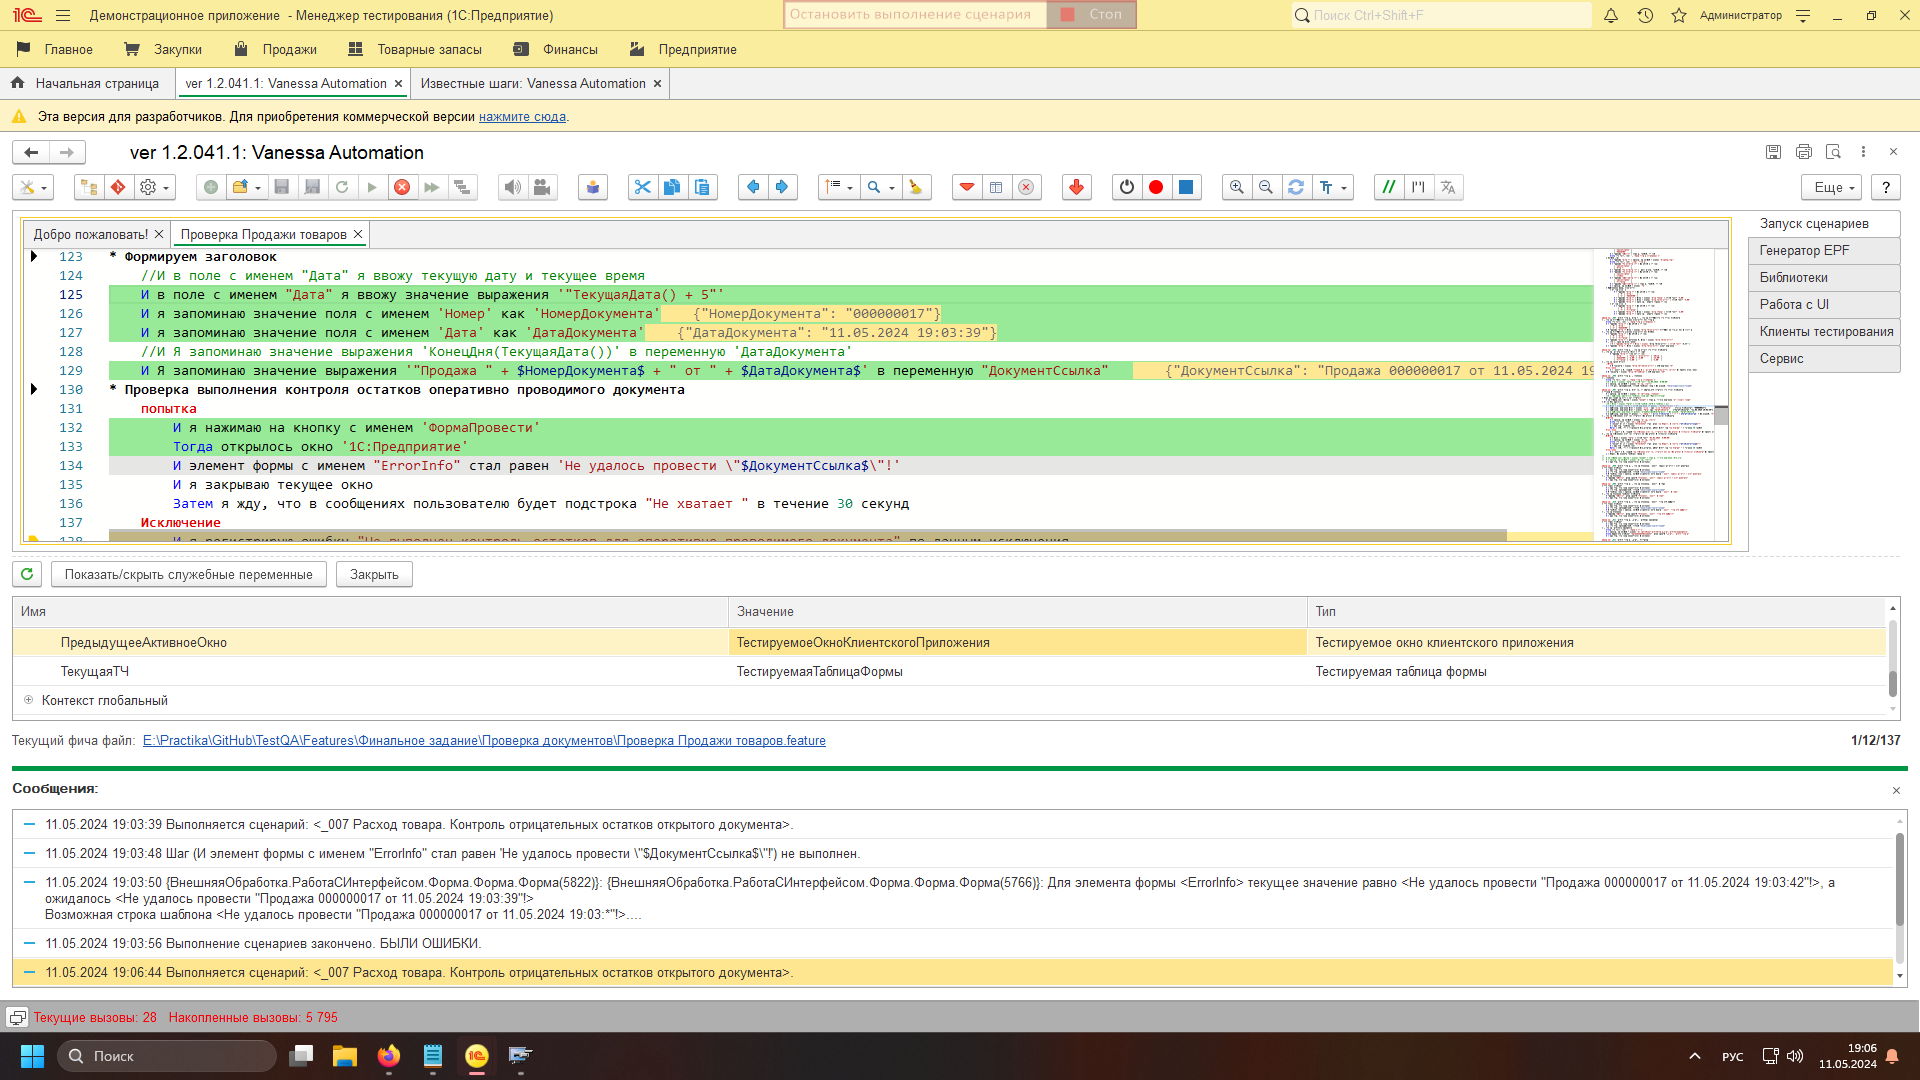 Демонстрационное приложение - Менеджер тестирования (1С:Предприятие)
Остановить выполнение сценария Стоп
Поиск Ctrl+Shift+F
Администратор
Главное Закупки Продажи Товарные запасы Финансы Предприятие
Начальная страница ver 1.2.041.1: Vanessa Automation × Известные шаги: Vanessa Automation ×
Эта версия для разработчиков. Для приобретения коммерческой версии нажмите сюда.
ver 1.2.041.1: Vanessa Automation
Еще ?
Добро пожаловать! × Проверка Продажи товаров ×
123 * Формируем заголовок
124 //И в поле с именем "Дата" я ввожу текущую дату и текущее время
125 И в поле с именем "Дата" я ввожу значение выражения '"ТекущаяДата() + 5"'
126 И я запоминаю значение поля с именем 'Номер' как 'НомерДокумента' {"НомерДокумента": "000000017"}
127 И я запоминаю значение поля с именем 'Дата' как 'ДатаДокумента' {"ДатаДокумента": "11.05.2024 19:03:39"}
128 //И Я запоминаю значение выражения 'КонецДня(ТекущаяДата())' в переменную 'ДатаДокумента'
129 И Я запоминаю значение выражения '"Продажа " + $НомерДокумента$ + " от " + $ДатаДокумента$' в переменную "ДокументСсылка" {"ДокументСсылка": "Продажа 000000017 от 11.05.2024 19
130 * Проверка выполнения контроля остатков оперативно проводимого документа
131 попытка
132 И я нажимаю на кнопку с именем 'ФормаПровести'
133 Тогда открылось окно '1С:Предприятие'
134 И элемент формы с именем "ErrorInfo" стал равен 'Не удалось провести \"$ДокументСсылка$\"!'
135 И я закрываю текущее окно
136 Затем я жду, что в сообщениях пользователю будет подстрока "Не хватает " в течение 30 секунд
137 Исключение
138 И я регистрирую ошибку "Не выполнен контроль остатков для оперативно проводимого документа" по данным исключения
Запуск сценариев
Генератор EPF
Библиотеки
Работа с UI
Клиенты тестирования
Сервис
Показать/скрыть служебные переменные Закрыть
Имя Значение Тип
ПредыдущееАктивноеОкно ТестируемоеОкноКлиентскогоПриложения Тестируемое окно клиентского приложения
ТекущаяТЧ ТестируемаяТаблицаФормы Тестируемая таблица формы
Контекст глобальный
Текущий фича файл: E:\Practika\GitHub\TestQA\Features\Финальное задание\Проверка документов\Проверка Продажи товаров.feature 1/12/137
Сообщения:
11.05.2024 19:03:39 Выполняется сценарий: <_007 Расход товара. Контроль отрицательных остатков открытого документа>.
11.05.2024 19:03:48 Шаг (И элемент формы с именем "ErrorInfo" стал равен 'Не удалось провести \"$ДокументСсылка$\"!') не выполнен.
11.05.2024 19:03:50 {ВнешняяОбработка.РаботаСИнтерфейсом.Форма.Форма.Форма(5822)}: {ВнешняяОбработка.РаботаСИнтерфейсом.Форма.Форма.Форма(5766)}: Для элемента формы <ErrorInfo> текущее значение равно <Не удалось провести "Продажа 000000017 от 11.05.2024 19:03:42"!>, а
ожидалось <Не удалось провести "Продажа 000000017 от 11.05.2024 19:03:39"!>
Возможная строка шаблона <Не удалось провести "Продажа 000000017 от 11.05.2024 19:03:*"!>....
11.05.2024 19:03:56 Выполнение сценариев закончено. БЫЛИ ОШИБКИ.
11.05.2024 19:06:44 Выполняется сценарий: <_007 Расход товара. Контроль отрицательных остатков открытого документа>.
Текущие вызовы: 28 Накопленные вызовы: 5 795
Поиск
РУС
19:06
11.05.2024